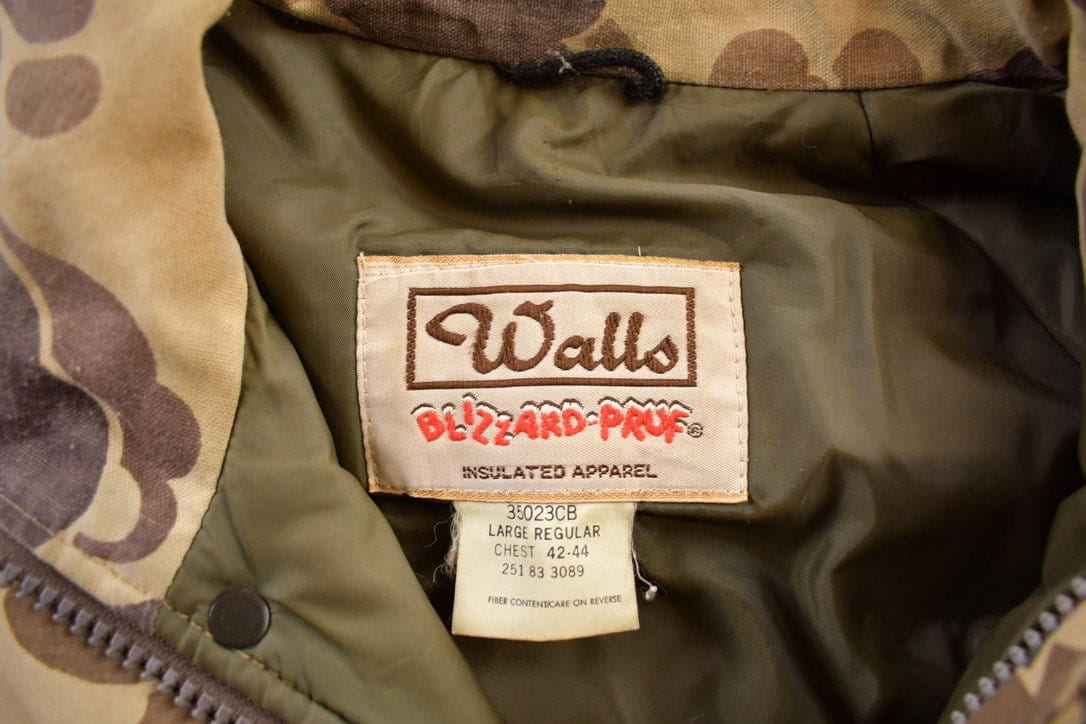 Walls
BLIZZARD-PRUF®
INSULATED APPAREL
35023CB
LARGE REGULAR
CHEST 42-44
251 83 3089
FIBER CONTENT/CARE ON REVERSE